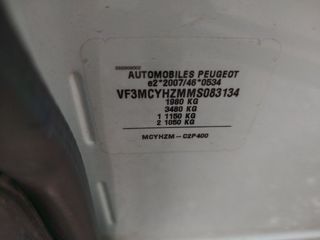 AUTOMOBILES PEUGEOT
e2*2007/46*0534
VF3MCYHZMMS083134
1980 KG
3480 KG
1 1150 KG
2 1050 KG
MCYHZM - C2P400